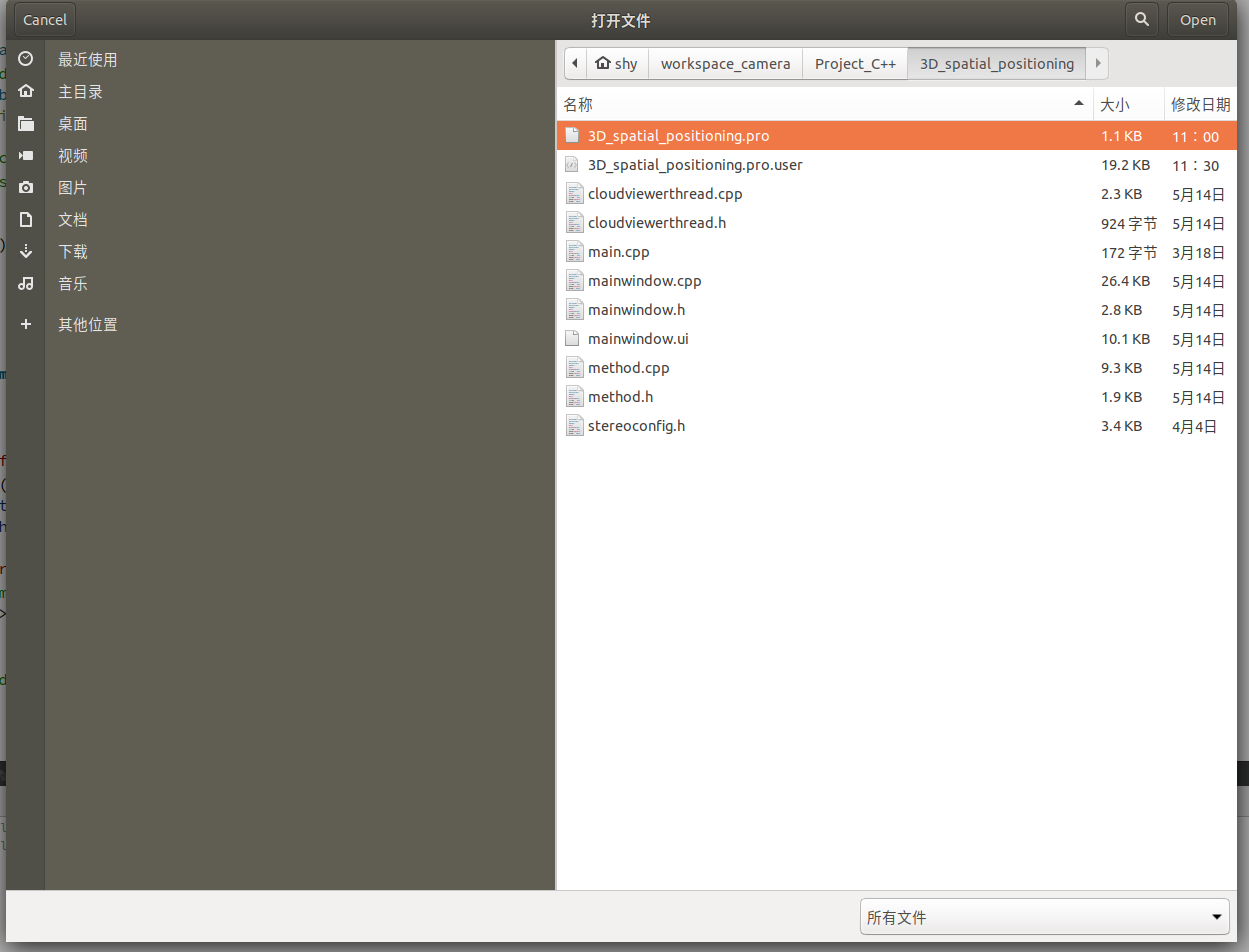 Cancel
打开文件
Open
最近使用
主目录
桌面
视频
图片
文档
下载
音乐
其他位置
shy workspace_camera Project_C++ 3D_spatial_positioning
名称 大小 修改日期
3D_spatial_positioning.pro 1.1 KB 11：00
3D_spatial_positioning.pro.user 19.2 KB 11：30
cloudviewerthread.cpp 2.3 KB 5月14日
cloudviewerthread.h 924 字节 5月14日
main.cpp 172 字节 3月18日
mainwindow.cpp 26.4 KB 5月14日
mainwindow.h 2.8 KB 5月14日
mainwindow.ui 10.1 KB 5月14日
method.cpp 9.3 KB 5月14日
method.h 1.9 KB 5月14日
stereoconfig.h 3.4 KB 4月4日
所有文件